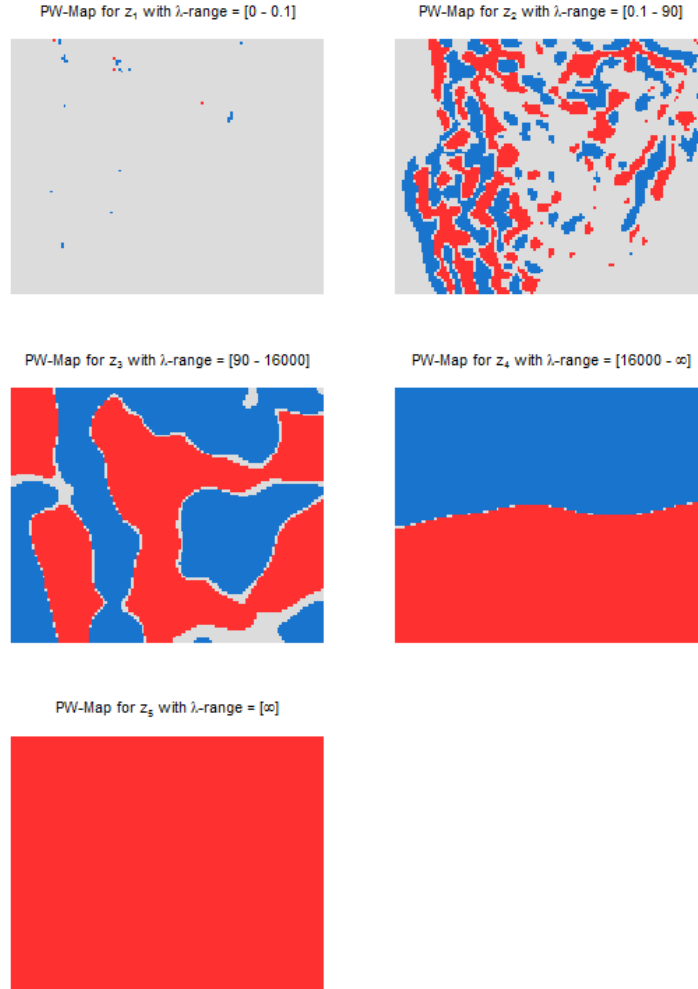 PW-Map for z₁ with λ-range = [0 - 0.1]
PW-Map for z₂ with λ-range = [0.1 - 90]
PW-Map for z₃ with λ-range = [90 - 16000]
PW-Map for z₄ with λ-range = [16000 - ∞]
PW-Map for z₅ with λ-range = [∞]